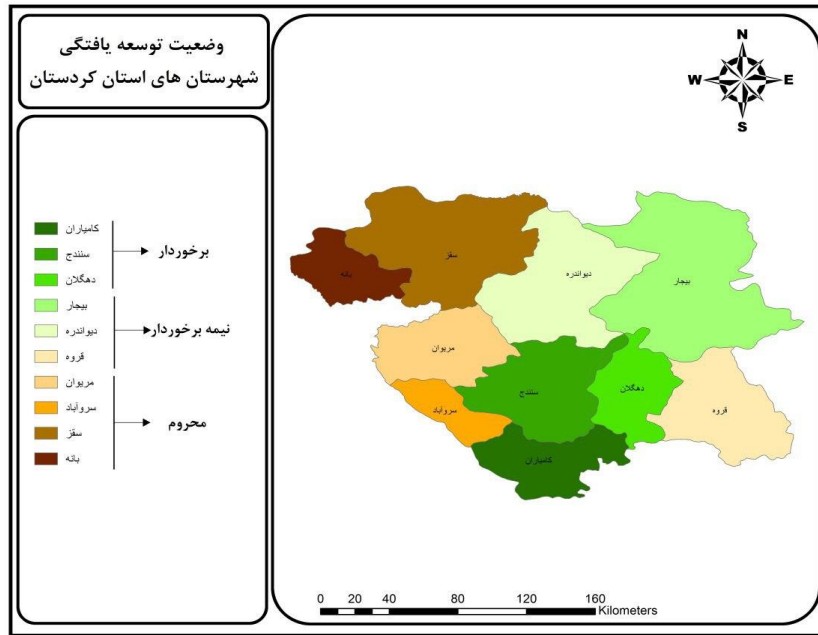 وضعیت توسعه یافتگی
شهرستان های استان کردستان
کامیاران
سنندج
دهگلان
برخوردار
بیجار
دیواندره
قروه
نیمه برخوردار
مریوان
سروآباد
سقز
بانه
محروم
N
W
E
S
سقز
بانه
دیواندره
بیجار
مریوان
سنندج
دهگلان
سروآباد
قروه
کامیاران
0 20 40 80 120 160
Kilometers